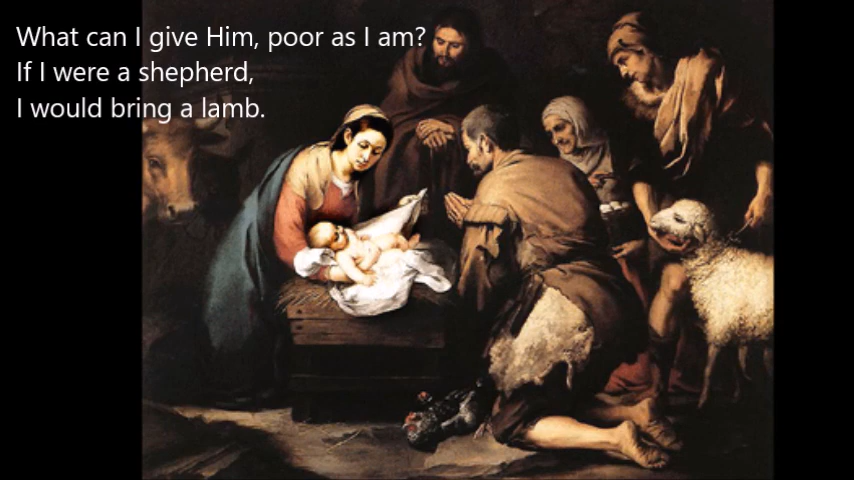 What can I give Him, poor as I am?
If I were a shepherd,
I would bring a lamb.